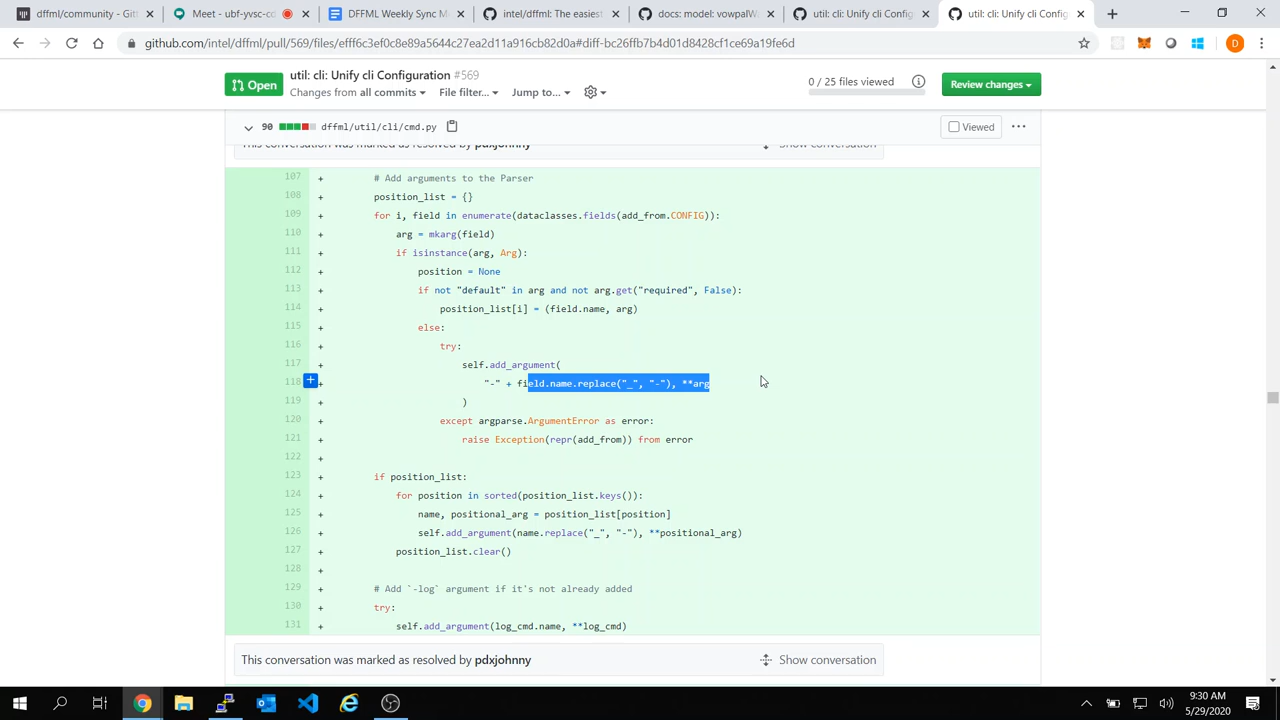 dffml/community - Gitt
Meet - ubf-yvsc-cd
DFFML Weekly Sync M
intel/dffml: The easiest
docs: model: vowpalW
util: cli: Unify cli Config
util: cli: Unify cli Config
github.com/intel/dffml/pull/569/files/efff6c3ef0c8e89a5644c27ea2d11a916cb82d0a#diff-bc26ffb7b4d01d8428cf1ce69a19fe6d
D
Open
util: cli: Unify cli Configuration #569
Changes from all commits
File filter...
Jump to...
0 / 25 files viewed
Review changes
90
dffml/util/cli/cmd.py
Viewed
This conversation was marked as resolved by pdxjohnny
Show conversation
107 + # Add arguments to the Parser
108 + position_list = {}
109 + for i, field in enumerate(dataclasses.fields(add_from.CONFIG)):
110 + arg = mkarg(field)
111 + if isinstance(arg, Arg):
112 + position = None
113 + if not "default" in arg and not arg.get("required", False):
114 + position_list[i] = (field.name, arg)
115 + else:
116 + try:
117 + self.add_argument(
118 + "-" + field.name.replace("_", "-"), **arg
119 + )
120 + except argparse.ArgumentError as error:
121 + raise Exception(repr(add_from)) from error
122 +
123 + if position_list:
124 + for position in sorted(position_list.keys()):
125 + name, positional_arg = position_list[position]
126 + self.add_argument(name.replace("_", "-"), **positional_arg)
127 + position_list.clear()
128 +
129 + # Add `-log` argument if it's not already added
130 + try:
131 + self.add_argument(log_cmd.name, **log_cmd)
This conversation was marked as resolved by pdxjohnny
Show conversation
9:30 AM
5/29/2020